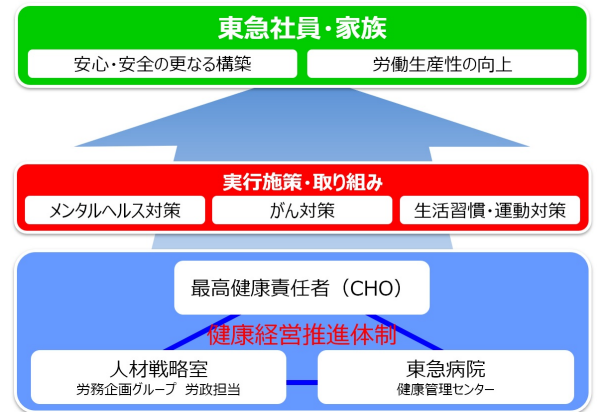 東急社員・家族
安心・安全の更なる構築
労働生産性の向上
実行施策・取り組み
メンタルヘルス対策
がん対策
生活習慣・運動対策
最高健康責任者（CHO）
健康経営推進体制
人材戦略室
労務企画グループ 労政担当
東急病院
健康管理センター